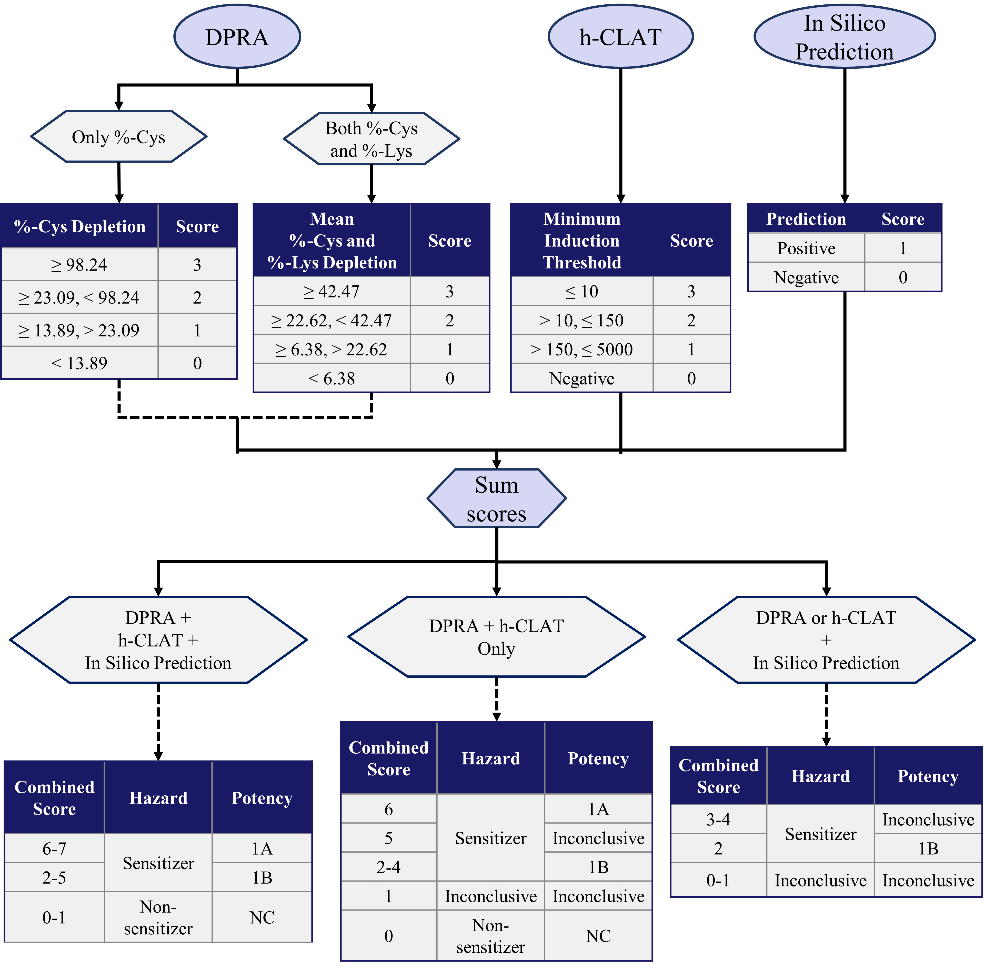 DPRA
h-CLAT
In Silico
Prediction
Only %-Cys
Both %-Cys
and %-Lys
%-Cys Depletion Score
≥ 98.24 3
≥ 23.09, < 98.24 2
≥ 13.89, > 23.09 1
< 13.89 0
Mean
%-Cys and
%-Lys Depletion
Score
≥ 42.47 3
≥ 22.62, < 42.47 2
≥ 6.38, > 22.62 1
< 6.38 0
Minimum
Induction
Threshold
Score
≤ 10 3
> 10, ≤ 150 2
> 150, ≤ 5000 1
Negative 0
Prediction Score
Positive 1
Negative 0
Sum
scores
DPRA +
h-CLAT +
In Silico Prediction
DPRA + h-CLAT
Only
DPRA or h-CLAT
+
In Silico Prediction
Combined
Score
Hazard
Potency
6-7
Sensitizer
1A
2-5
1B
0-1
Non-
sensitizer
NC
Combined
Score
Hazard
Potency
6
Sensitizer
1A
5
Inconclusive
2-4
1B
1 Inconclusive Inconclusive
0
Non-
sensitizer
NC
Combined
Score
Hazard
Potency
3-4
Sensitizer
Inconclusive
2
1B
0-1 Inconclusive Inconclusive